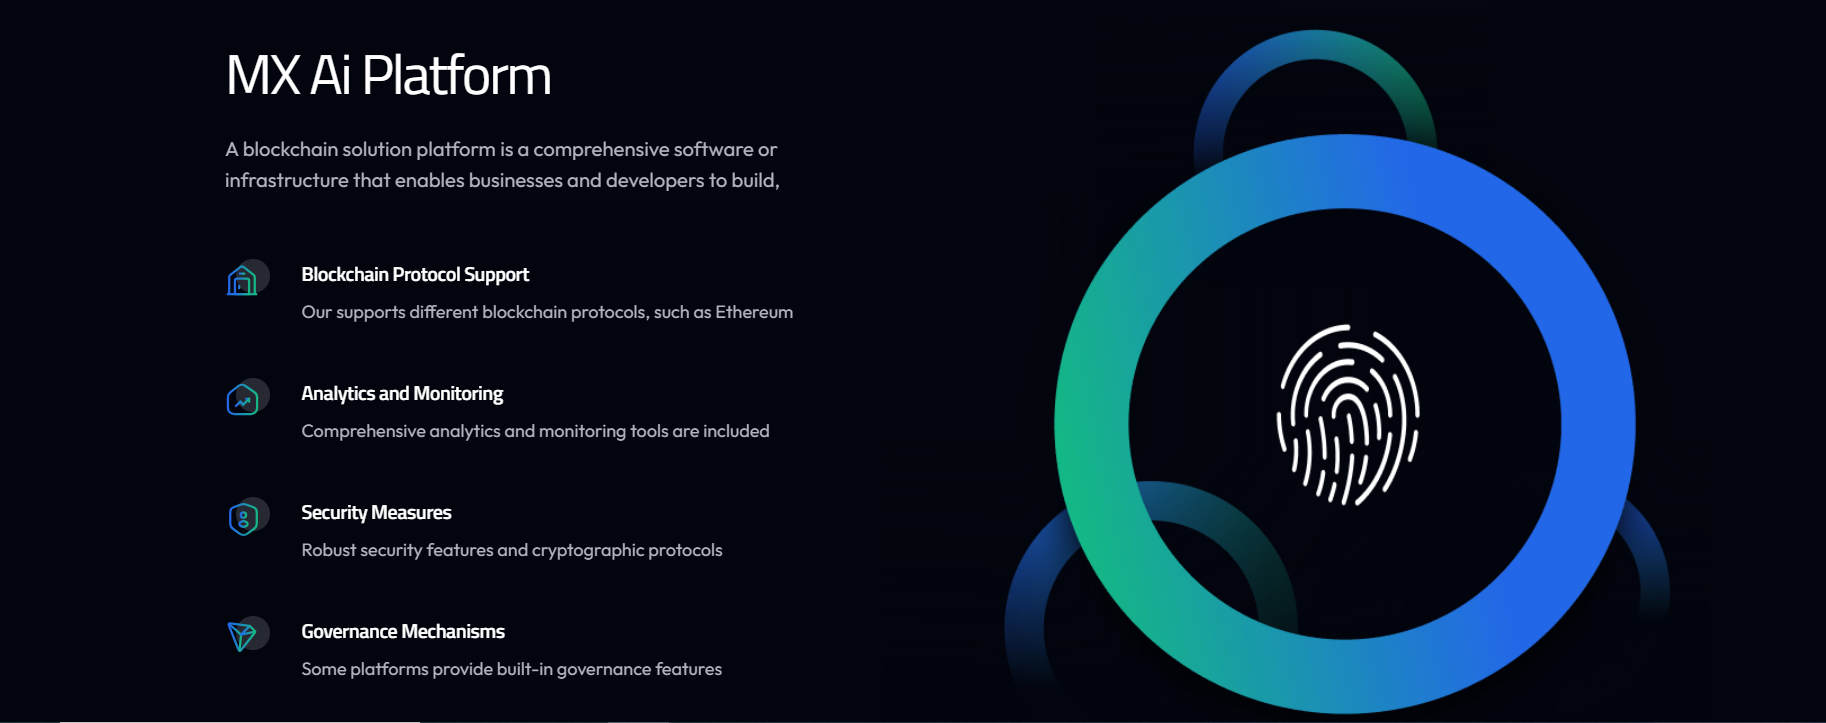 MX Ai Platform
A blockchain solution platform is a comprehensive software or
infrastructure that enables businesses and developers to build,
Blockchain Protocol Support
Our supports different blockchain protocols, such as Ethereum
Analytics and Monitoring
Comprehensive analytics and monitoring tools are included
Security Measures
Robust security features and cryptographic protocols
Governance Mechanisms
Some platforms provide built-in governance features